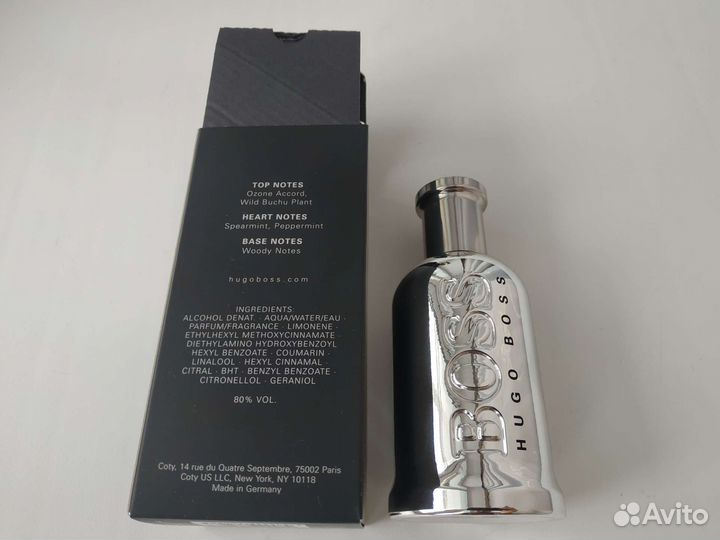 TOP NOTES
Ozone Accord,
Wild Buchu Plant
HEART NOTES
Spearmint, Peppermint
BASE NOTES
Woody Notes
hugoboss.com
INGREDIENTS
ALCOHOL DENAT. · AQUA/WATER/EAU ·
PARFUM/FRAGRANCE · LIMONENE ·
ETHYLHEXYL METHOXYCINNAMATE ·
DIETHYLAMINO HYDROXYBENZOYL
HEXYL BENZOATE · COUMARIN ·
LINALOOL · HEXYL CINNAMAL ·
CITRAL · BHT · BENZYL BENZOATE ·
CITRONELLOL · GERANIOL
80% VOL.
Coty, 14 rue du Quatre Septembre, 75002 Paris
Coty US LLC, New York, NY 10118
Made in Germany
BOSS
HUGO BOSS
Avito